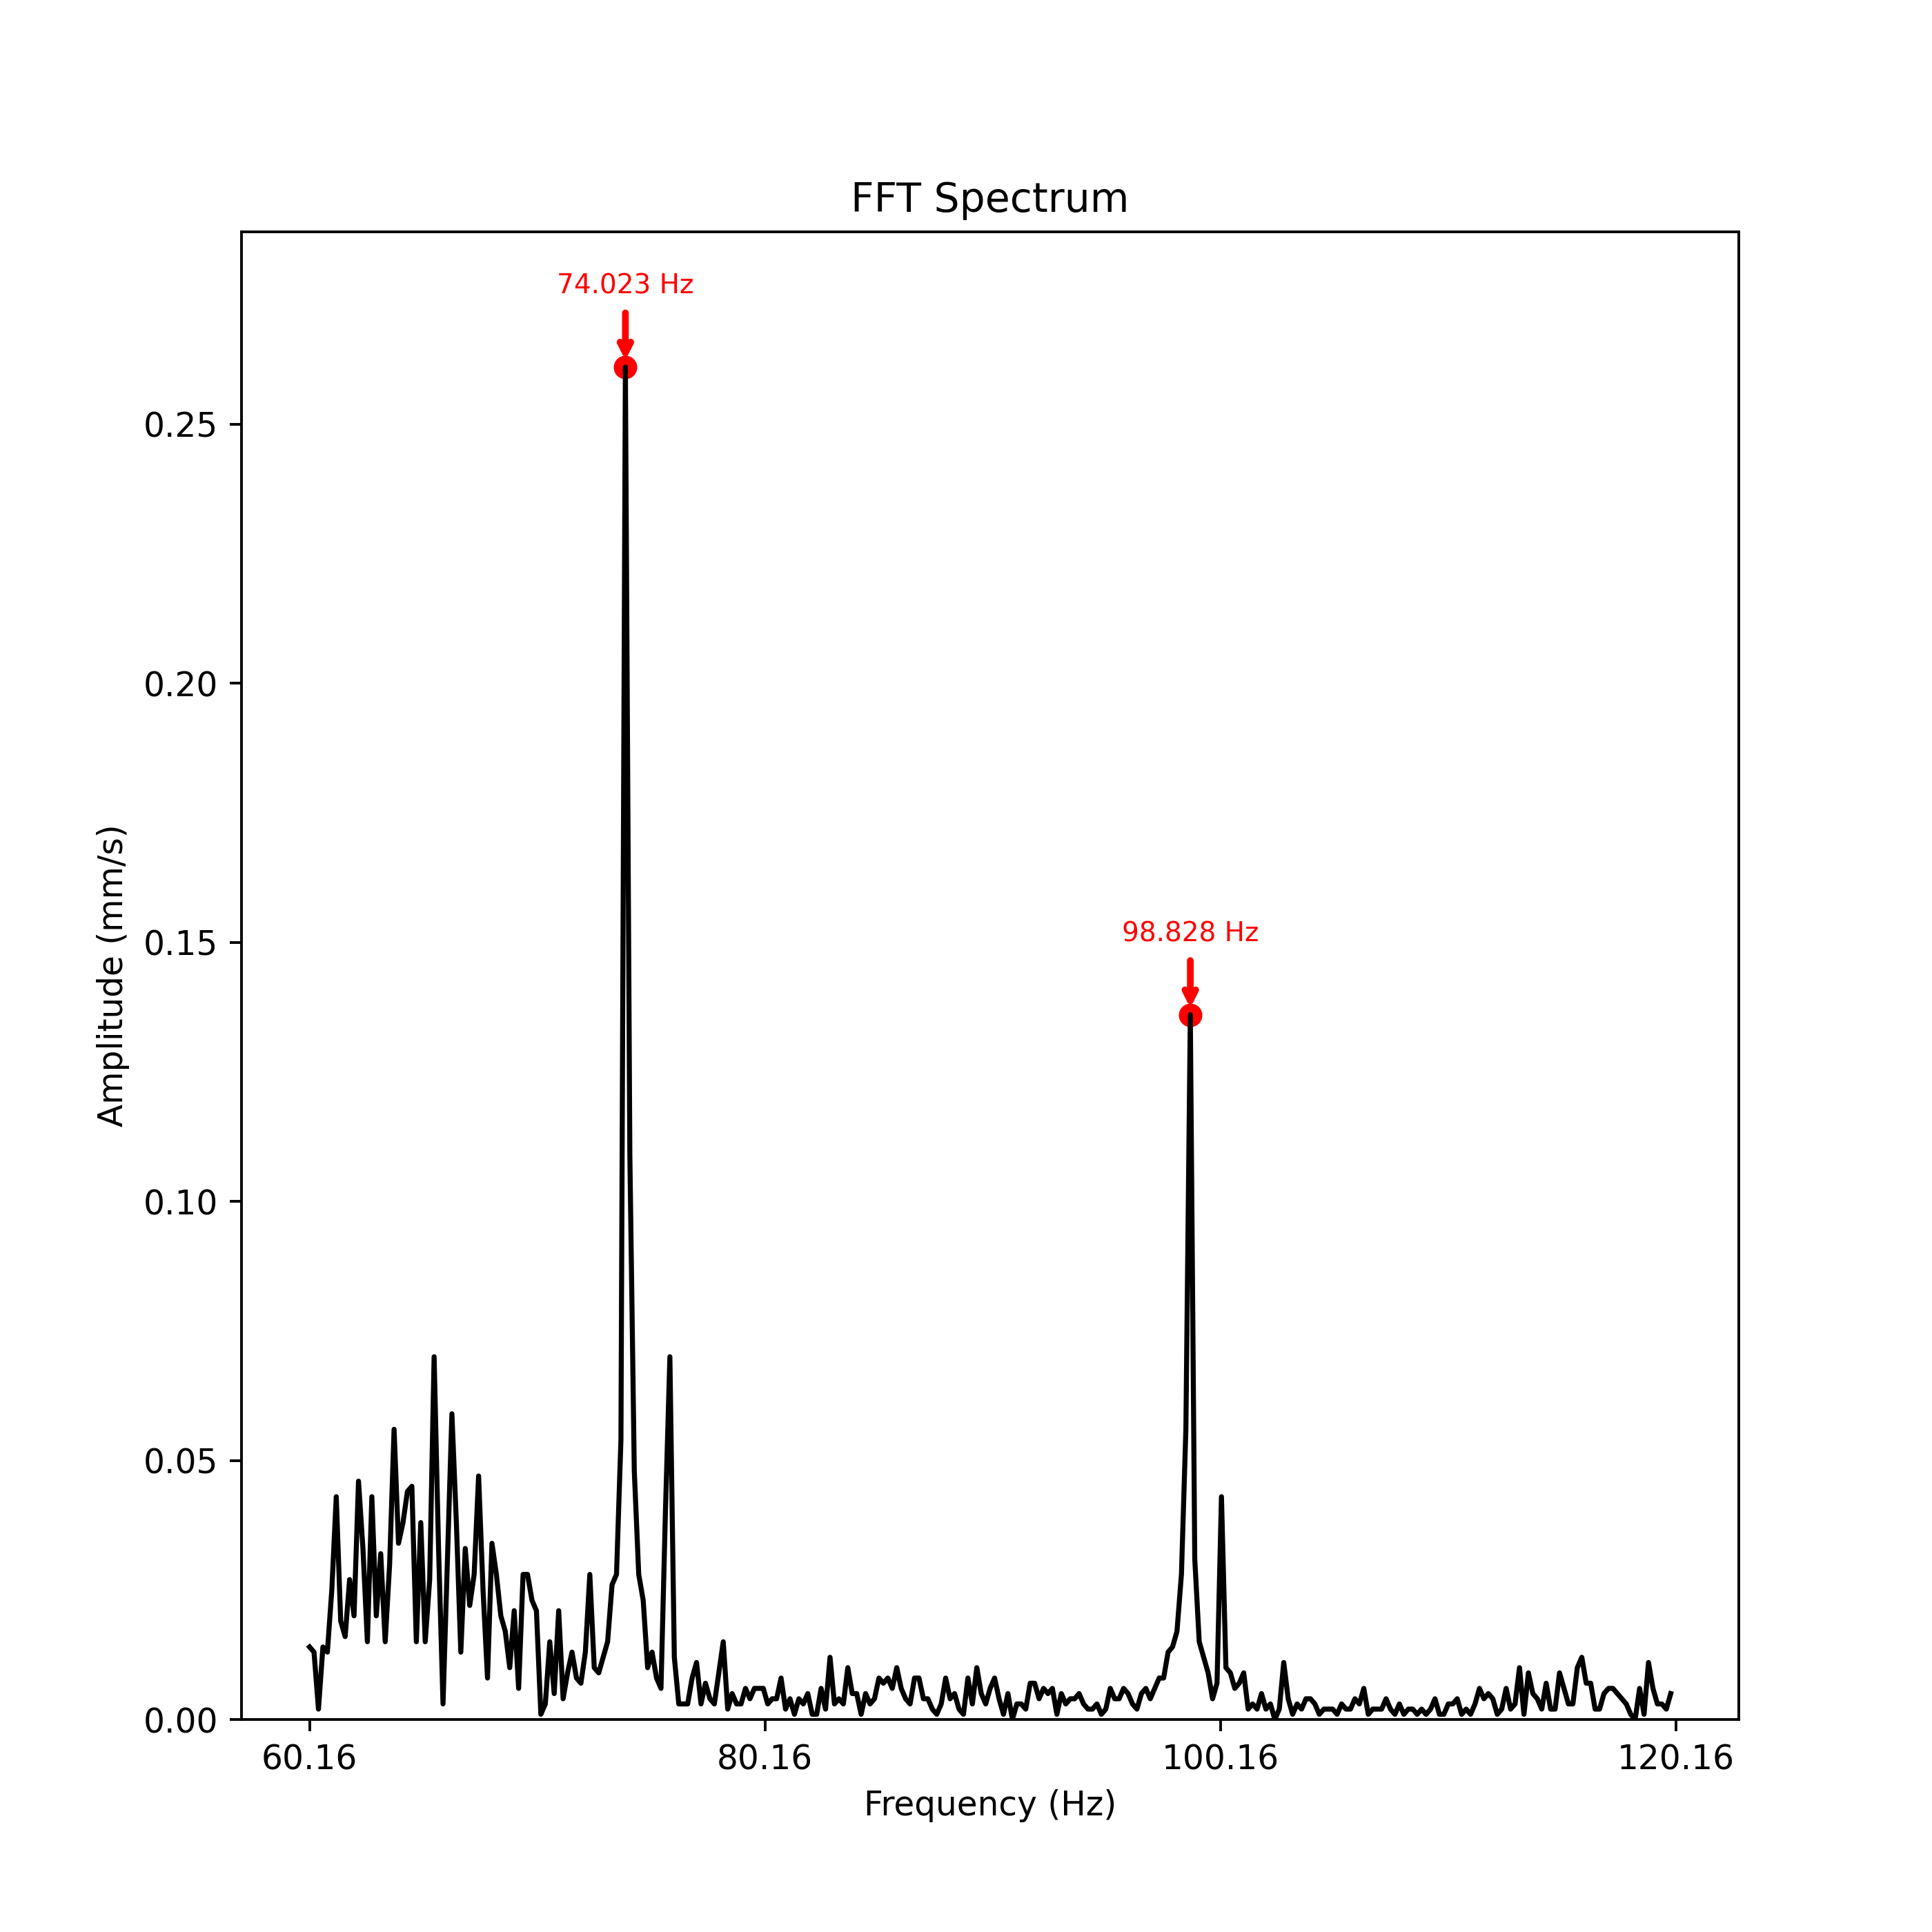 FFT Spectrum
74.023 Hz
98.828 Hz
0.25
0.20
0.15
0.10
0.05
0.00
Amplitude (mm/s)
60.16 80.16 100.16 120.16
Frequency (Hz)